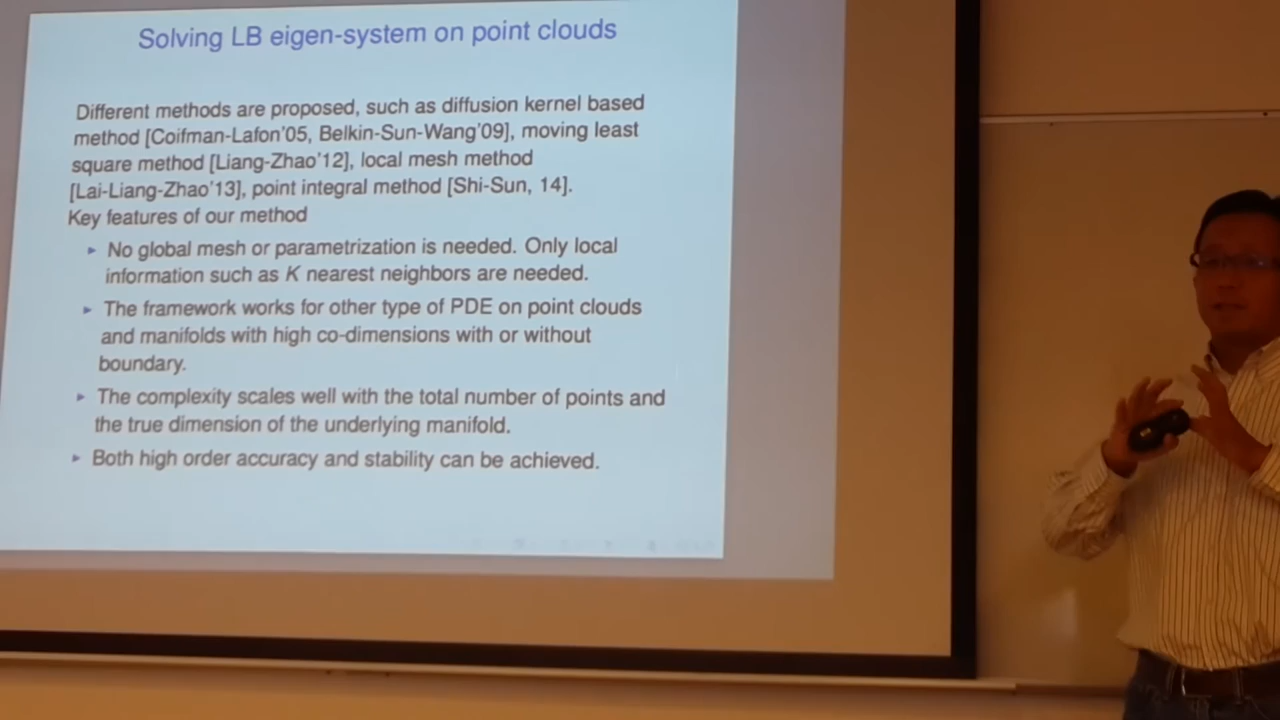 Solving LB eigen-system on point clouds
Different methods are proposed, such as diffusion kernel based
method [Coifman-Lafon'05, Belkin-Sun-Wang'09], moving least
square method [Liang-Zhao'12], local mesh method
[Lai-Liang-Zhao'13], point integral method [Shi-Sun, 14].
Key features of our method
▸ No global mesh or parametrization is needed. Only local
information such as K nearest neighbors are needed.
▸ The framework works for other type of PDE on point clouds
and manifolds with high co-dimensions with or without
boundary.
▸ The complexity scales well with the total number of points and
the true dimension of the underlying manifold.
▸ Both high order accuracy and stability can be achieved.